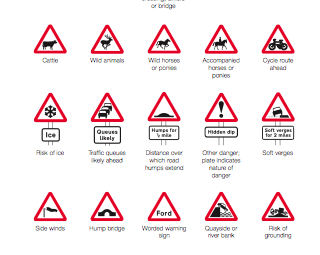 or bridge
Cattle
Wild animals
Wild horses
or ponies
Accompanied
horses or
ponies
Cycle route
ahead
Ice
Risk of ice
Queues
likely
Traffic queues
likely ahead
Humps for
½ mile
Distance over
which road
humps extend
Hidden dip
Other danger;
plate indicates
nature of
danger
Soft verges
for 2 miles
Soft verges
Side winds
Hump bridge
Ford
Worded warning
sign
Quayside or
river bank
Risk of
grounding